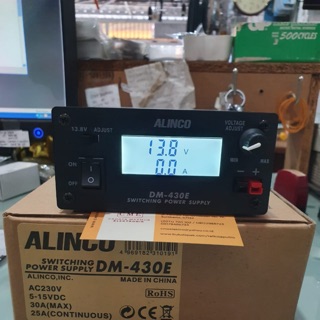 500CYCLES
ALINCO
13.8V ADJUST
VOLTAGE
ADJUST
13.8 V
0.0 A
MIN MAX
ON
OFF
- +
DM-430E
SWITCHING POWER SUPPLY
ALINCO
SWITCHING
POWER SUPPLY DM-430E
ALINCO,INC.
MADE IN CHINA
AC230V
5-15VDC
30A(MAX)
25A(CONTINUOUS)
RoHS